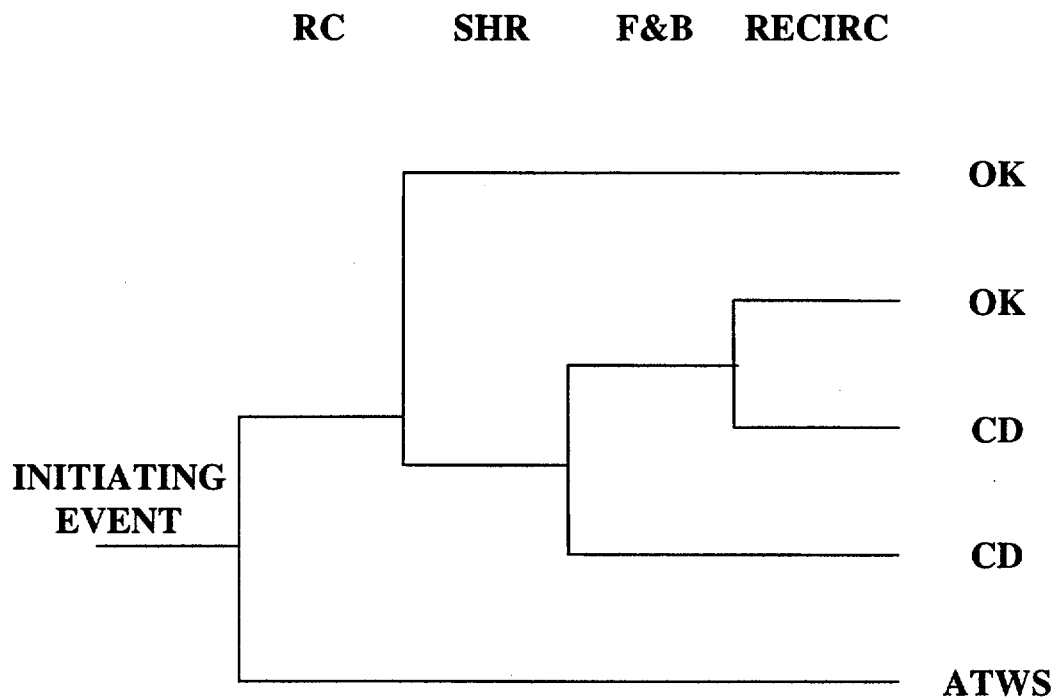 RC SHR F&B RECIRC
OK
OK
CD
INITIATING
EVENT
CD
ATWS